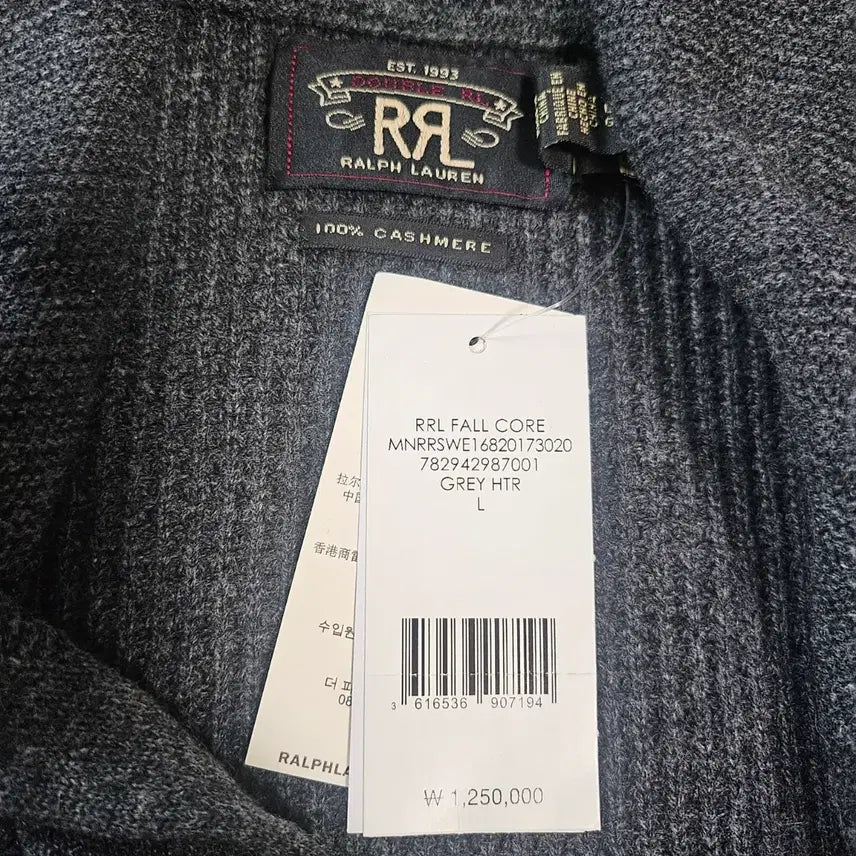 EST. 1993
DOUBLE RL
RRL
RALPH LAUREN
100% CASHMERE
RRL FALL CORE
MNRRSWE16820173020
782942987001
GREY HTR
L
拉尔
中国
香港商
수입원
더 피
08
RALPHLA
3 616536 907194
₩ 1,250,000